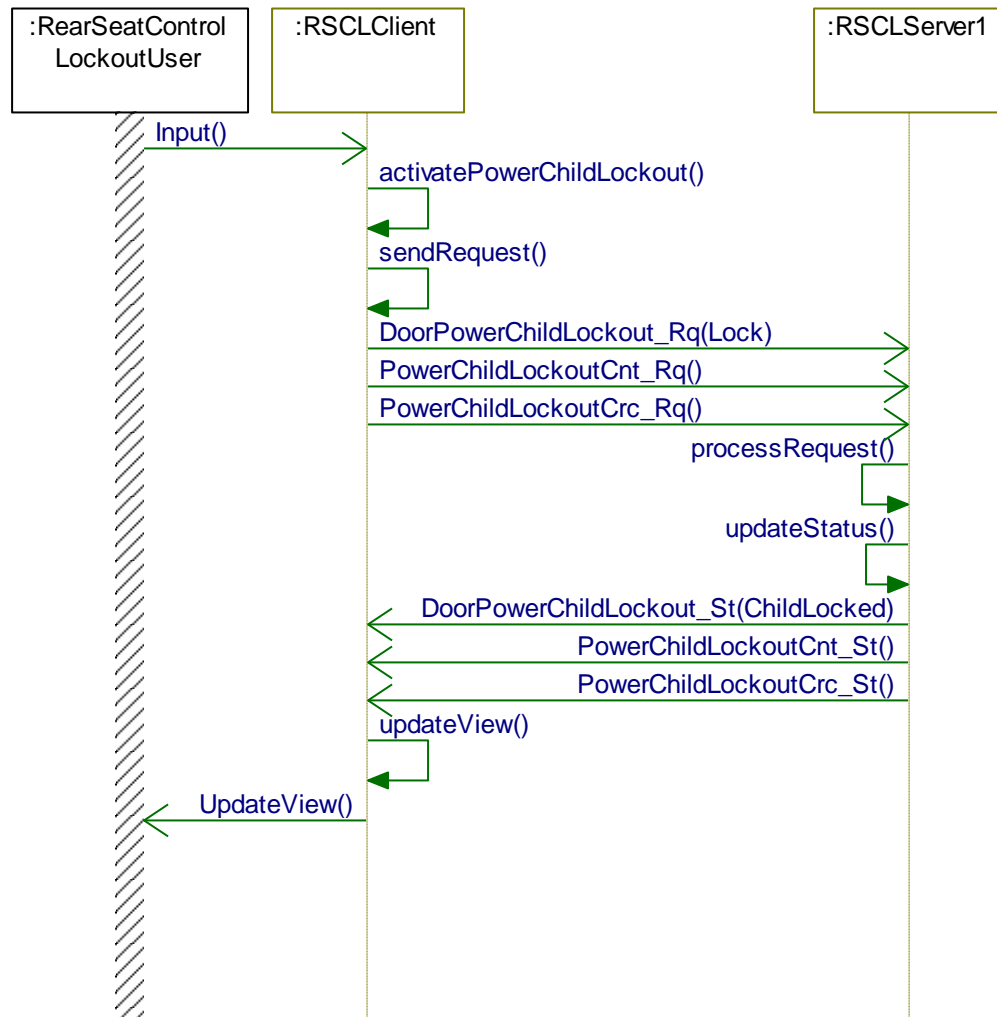 :RearSeatControl
LockoutUser
:RSCLClient
:RSCLServer1
Input()
activatePowerChildLockout()
sendRequest()
DoorPowerChildLockout_Rq(Lock)
PowerChildLockoutCnt_Rq()
PowerChildLockoutCrc_Rq()
processRequest()
updateStatus()
DoorPowerChildLockout_St(ChildLocked)
PowerChildLockoutCnt_St()
PowerChildLockoutCrc_St()
updateView()
UpdateView()